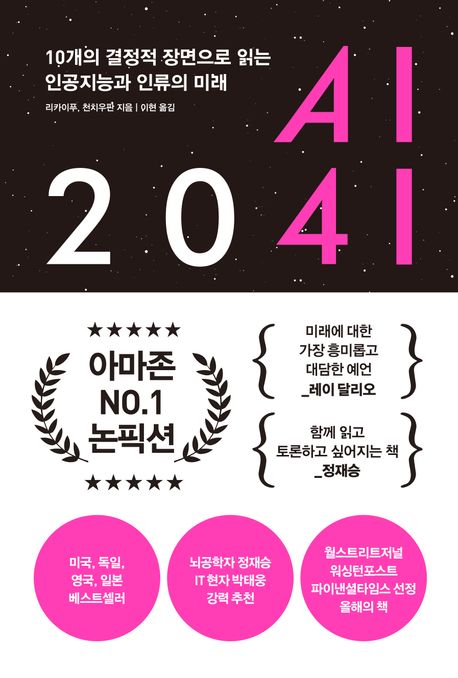 10개의 결정적 장면으로 읽는
인공지능과 인류의 미래
리카이푸, 천치우판 지음 | 이현 옮김
AI
2041
★★★★★
아마존
NO.1
논픽션
★★★★★
미래에 대한
가장 흥미롭고
대담한 예언
_레이 달리오
함께 읽고
토론하고 싶어지는 책
_정재승
미국, 독일,
영국, 일본
베스트셀러
뇌공학자 정재승
IT 현자 박태웅
강력 추천
월스트리트저널
워싱턴포스트
파이낸셜타임스 선정
올해의 책